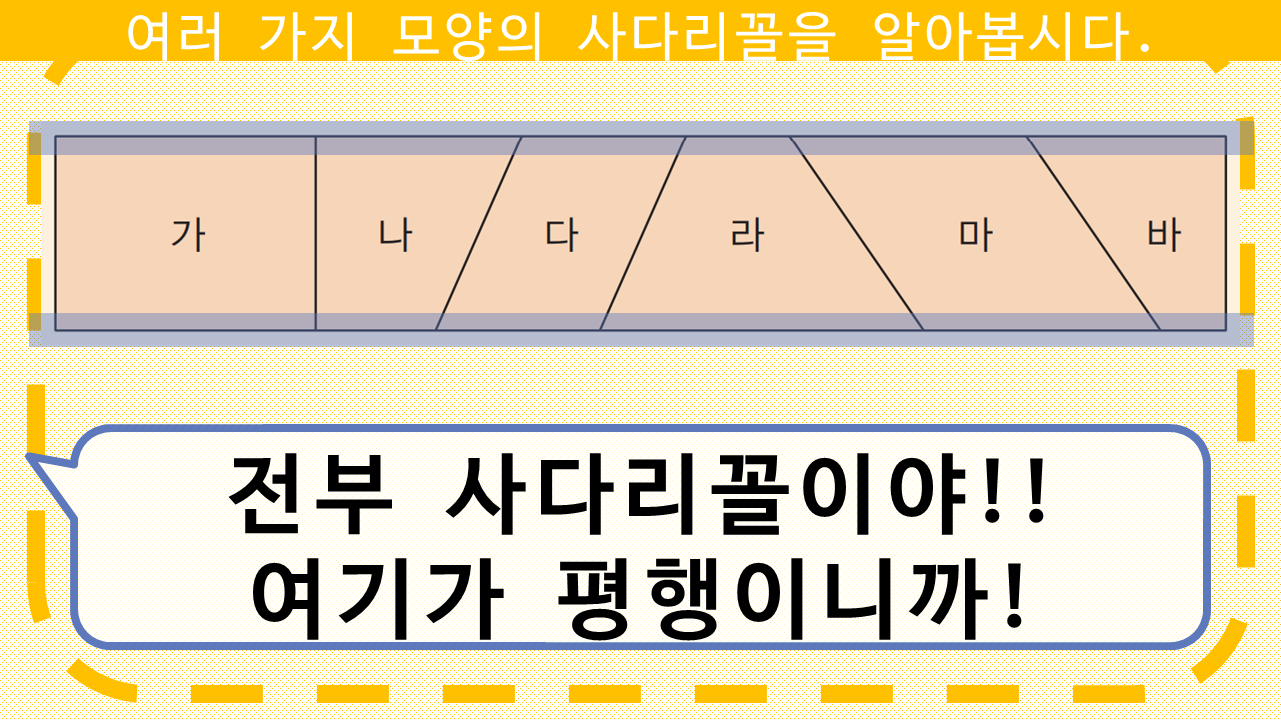 여러 가지 모양의 사다리꼴을 알아봅시다.
가 나 다 라 마 바
전부 사다리꼴이야!!
여기가 평행이니까!